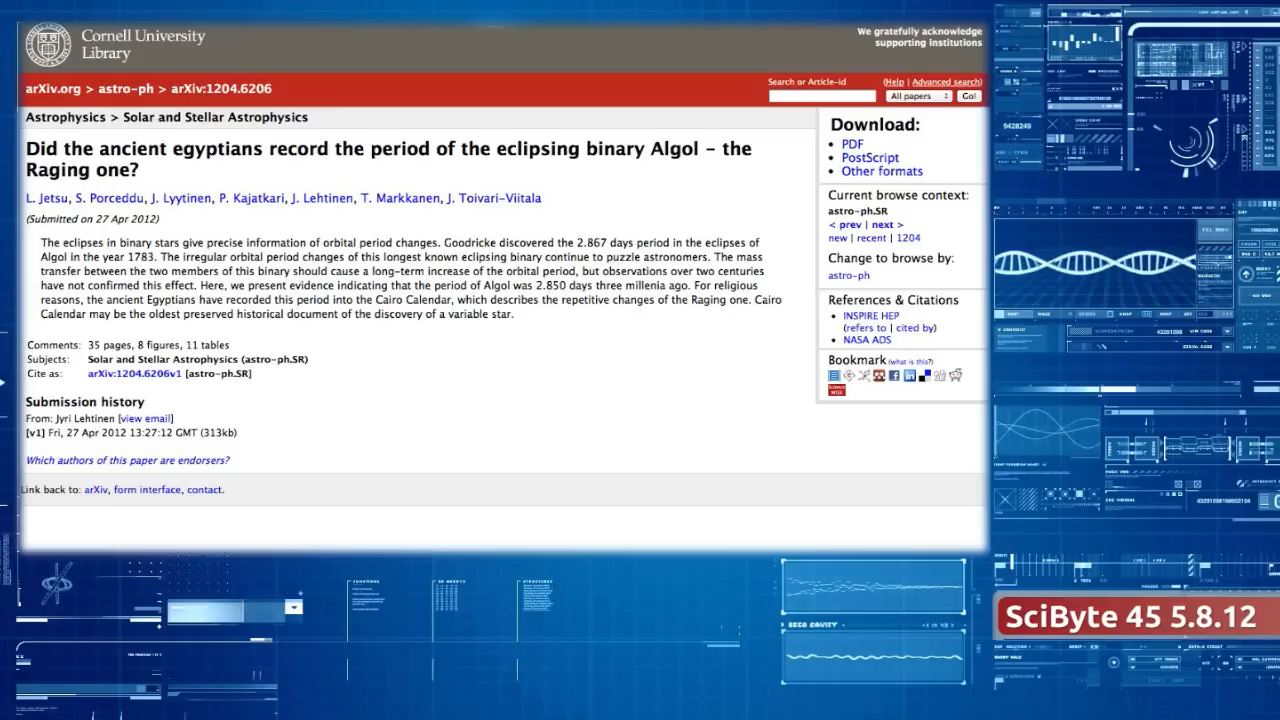 Cornell University
Library
We gratefully acknowledge
supporting institutions
arXiv.org > astro-ph > arXiv:1204.6206
Search or Article-id
(Help | Advanced search)
All papers
Go!
Astrophysics > Solar and Stellar Astrophysics
Did the ancient egyptians record the period of the eclipsing binary Algol – the
Raging one?
L. Jetsu, S. Porceddu, J. Lyytinen, P. Kajatkari, J. Lehtinen, T. Markkanen, J. Toivari-Viitala
(Submitted on 27 Apr 2012)
The eclipses in binary stars give precise information of orbital period changes. Goodricke discovered the 2.867 days period in the eclipses of
Algol in the year 1783. The irregular orbital period changes of this longest known eclipsing binary continue to puzzle astronomers. The mass
transfer between the two members of this binary should cause a long-term increase of the orbital period, but observations over two centuries
have not confirmed this effect. Here, we present evidence indicating that the period of Algol was 2.850 days three millenia ago. For religious
reasons, the ancient Egyptians have recorded this period into the Cairo Calendar, which describes the repetitive changes of the Raging one. Cairo
Calendar may be the oldest preserved historical document of the discovery of a variable star.
Comments: 35 pages, 8 figures, 11 tables
Subjects: Solar and Stellar Astrophysics (astro-ph.SR)
Cite as: arXiv:1204.6206v1 [astro-ph.SR]
Submission history
From: Jyri Lehtinen [view email]
[v1] Fri, 27 Apr 2012 13:27:12 GMT (313kb)
Which authors of this paper are endorsers?
Link back to: arXiv, form interface, contact.
Download:
• PDF
• PostScript
• Other formats
Current browse context:
astro-ph.SR
< prev | next >
new | recent | 1204
Change to browse by:
astro-ph
References & Citations
• INSPIRE HEP
(refers to | cited by)
• NASA ADS
Bookmark (what is this?)
9428249
SciByte 45 5.8.12